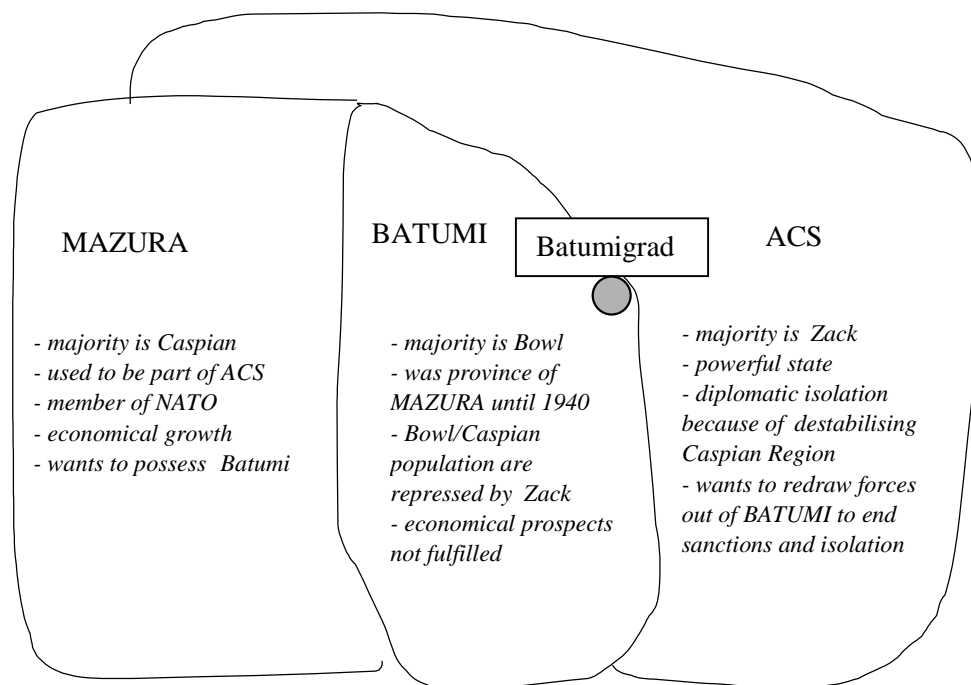 MAZURA
- majority is Caspian
- used to be part of ACS
- member of NATO
- economical growth
- wants to possess Batumi
BATUMI
Batumigrad
- majority is Bowl
- was province of
MAZURA until 1940
- Bowl/Caspian
population are
repressed by Zack
- economical prospects
not fulfilled
ACS
- majority is Zack
- powerful state
- diplomatic isolation
because of destabilising
Caspian Region
- wants to redraw forces
out of BATUMI to end
sanctions and isolation